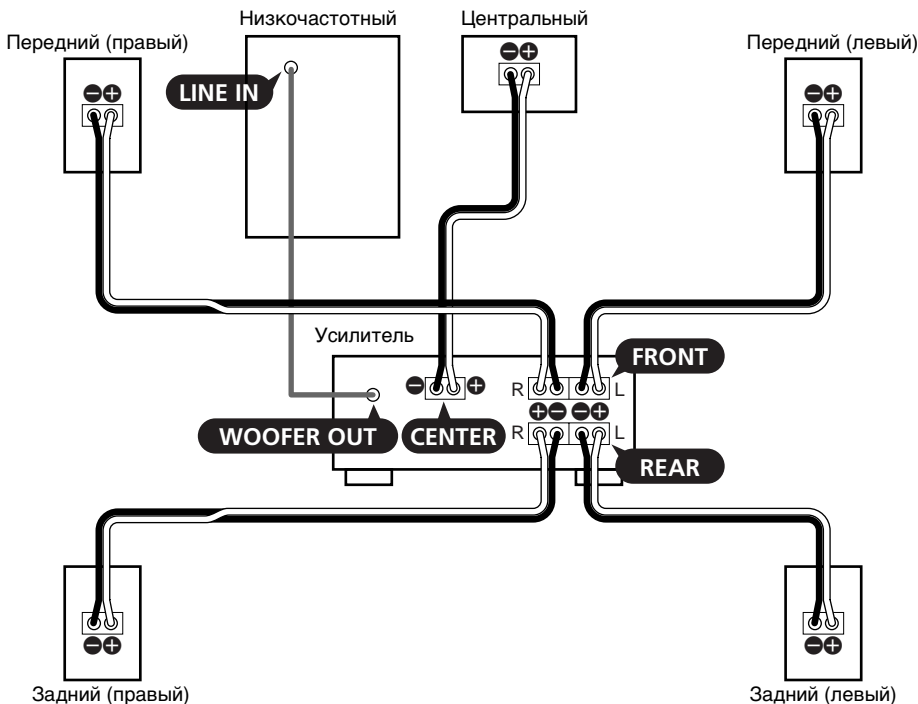 Низкочастотный
Центральный
Передний (правый)
Передний (левый)
LINE IN
Усилитель
FRONT
R
L
WOOFER OUT
CENTER
R
L
REAR
Задний (правый)
Задний (левый)